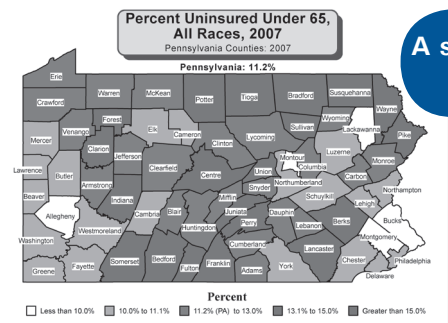 Percent Uninsured Under 65,
All Races, 2007
Pennsylvania Counties: 2007
A s
Pennsylvania: 11.2%
Erie
Warren McKean Potter Tioga Bradford Susquehanna
Crawford Wayne
Forest Wyoming
Venango Elk Cameron Sullivan Lackawanna
Mercer Clinton Lycoming Pike
Clarion Jefferson Luzerne
Lawrence Clearfield Montour Columbia Monroe
Butler Centre Union Carbon
Armstrong Snyder Northumberland Northampton
Beaver Indiana Mifflin Schuylkill Lehigh
Allegheny Cambria Blair Juniata Dauphin Berks Bucks
Westmoreland Huntingdon Perry Lebanon Montgomery
Washington Cumberland Lancaster Philadelphia
Greene Fayette Somerset Bedford Fulton Franklin Adams York Chester Delaware
Percent
Less than 10.0% 10.0% to 11.1% 11.2% (PA) to 13.0% 13.1% to 15.0% Greater than 15.0%